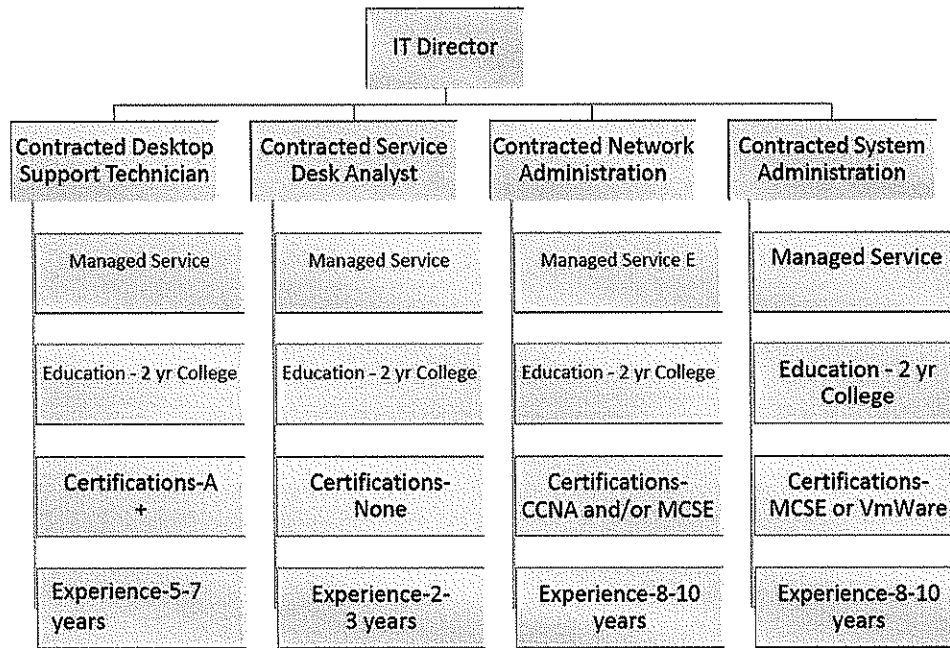 IT Director
Contracted Desktop
Support Technician
Contracted Service
Desk Analyst
Contracted Network
Administration
Contracted System
Administration
Managed Service
Managed Service
Managed Service E
Managed Service
Education - 2 yr College
Education - 2 yr College
Education - 2 yr College
Education - 2 yr
College
Certifications-A
+
Certifications-
None
Certifications-
CCNA and/or MCSE
Certifications-
MCSE or VmWare
Experience-5-7
years
Experience-2-
3 years
Experience-8-10
years
Experience-8-10
years